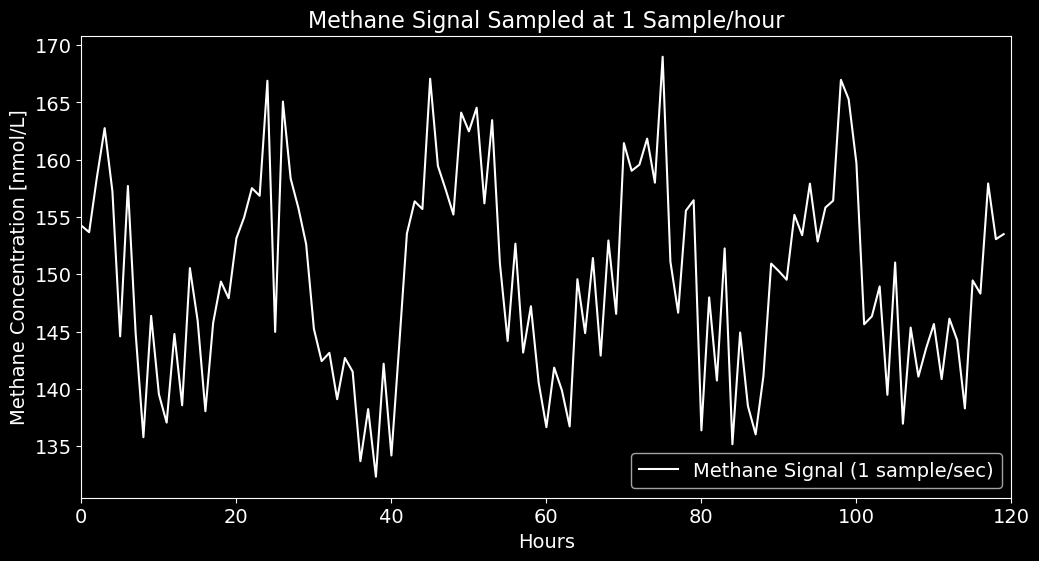 Methane Signal Sampled at 1 Sample/hour
Methane Concentration [nmol/L]
170
165
160
155
150
145
140
135
Methane Signal (1 sample/sec)
0 20 40 60 80 100 120
Hours